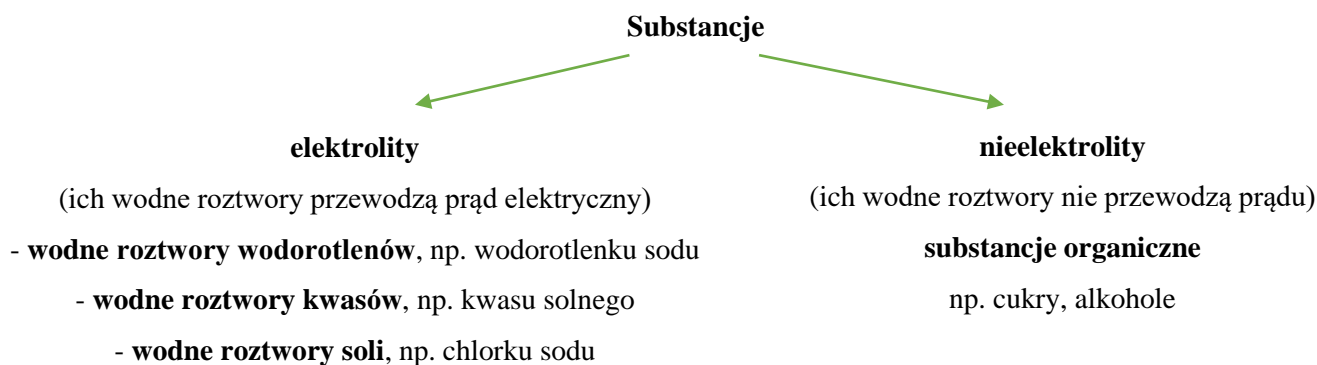 Substancje
elektrolity
(ich wodne roztwory przewodzą prąd elektryczny)
- wodne roztwory wodorotlenów, np. wodorotlenku sodu
- wodne roztwory kwasów, np. kwasu solnego
- wodne roztwory soli, np. chlorku sodu
nieelektrolity
(ich wodne roztwory nie przewodzą prądu)
substancje organiczne
np. cukry, alkohole